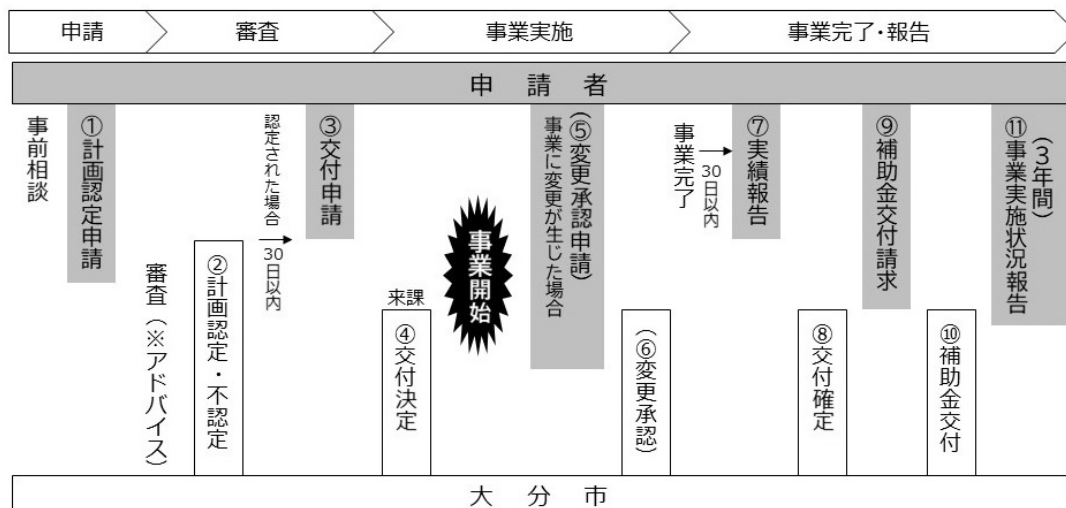 申請
審査
事業実施
事業完了・報告
申請者
事前相談
①計画認定申請
審査（※アドバイス）
②計画認定・不認定
認定された場合
30日以内
③交付申請
来課
④交付決定
事業開始
（⑤変更承認申請）
事業に変更が生じた場合
（⑥変更承認）
事業完了
30日以内
⑦実績報告
⑧交付確定
⑨補助金交付請求
⑩補助金交付
⑪事業実施状況報告
（３年間）
大分市